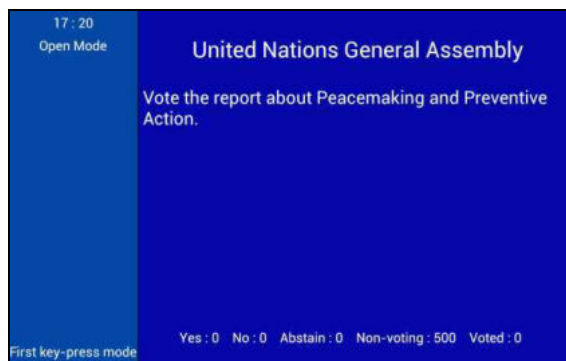 17 : 20
Open Mode
United Nations General Assembly
Vote the report about Peacemaking and Preventive
Action.
Yes : 0 No : 0 Abstain : 0 Non-voting : 500 Voted : 0
First key-press mode